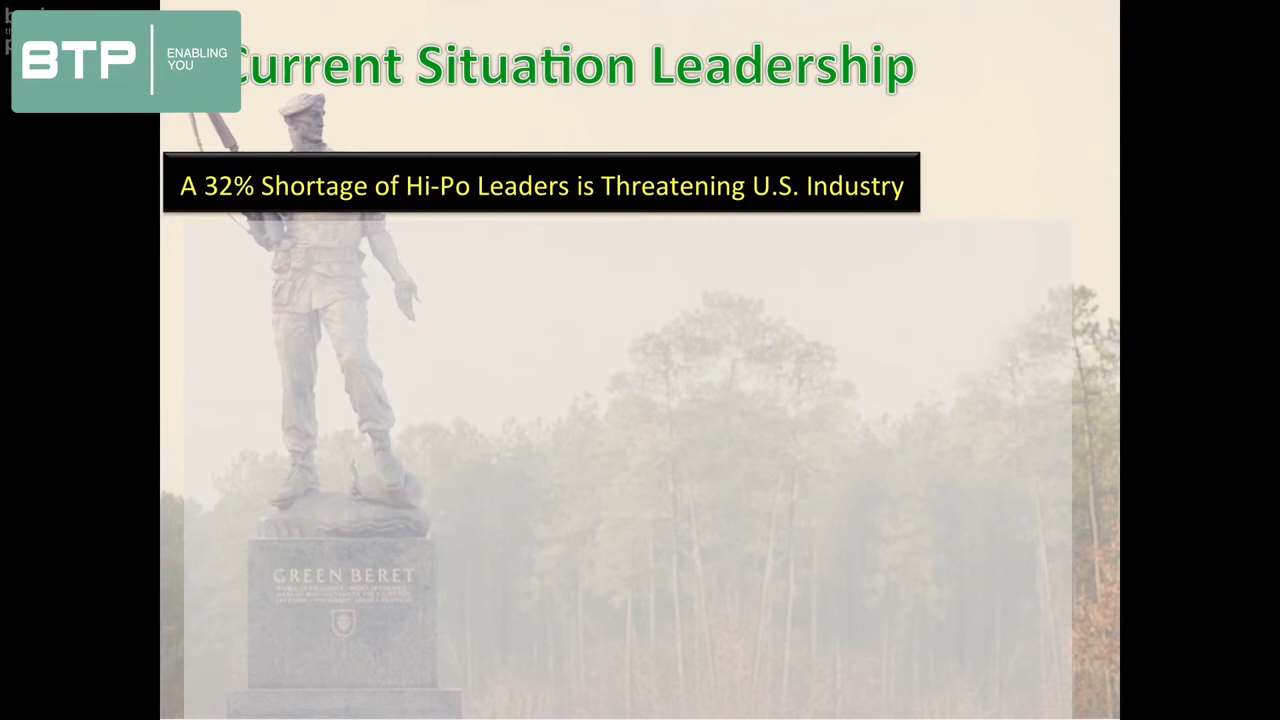 BTP
ENABLING
YOU
Current Situation Leadership
A 32% Shortage of Hi-Po Leaders is Threatening U.S. Industry
GREEN BERET